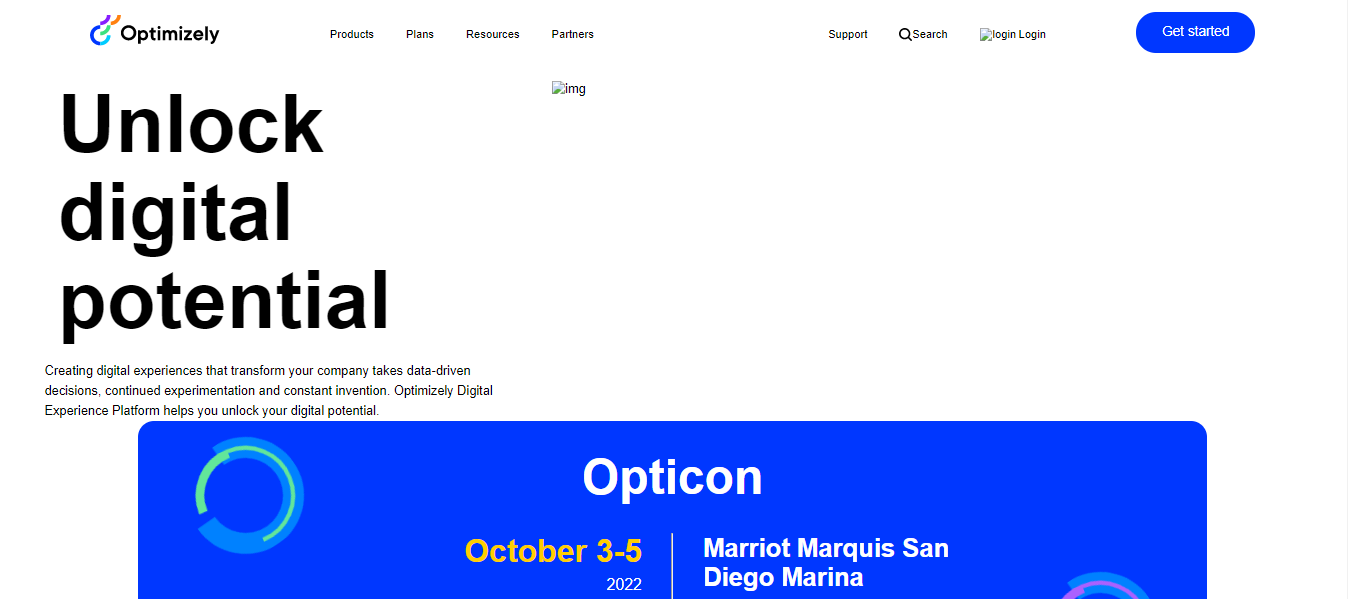 Optimizely
Products Plans Resources Partners Support Search login Login Get started
img
Unlock
digital
potential
Creating digital experiences that transform your company takes data-driven
decisions, continued experimentation and constant invention. Optimizely Digital
Experience Platform helps you unlock your digital potential.
Opticon
October 3-5
2022
Marriot Marquis San
Diego Marina